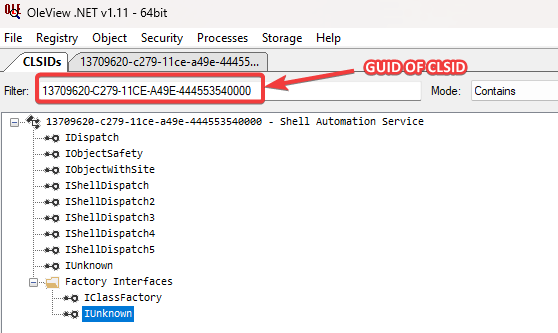 OleView .NET v1.11 - 64bit
File Registry Object Security Processes Storage Help
CLSIDs 13709620-c279-11ce-a49e-44455...
GUID OF CLSID
Filter: 13709620-C279-11CE-A49E-444553540000 Mode: Contains
13709620-c279-11ce-a49e-444553540000 - Shell Automation Service
IDispatch
IObjectSafety
IObjectWithSite
IShellDispatch
IShellDispatch2
IShellDispatch3
IShellDispatch4
IShellDispatch5
IUnknown
Factory Interfaces
IClassFactory
IUnknown